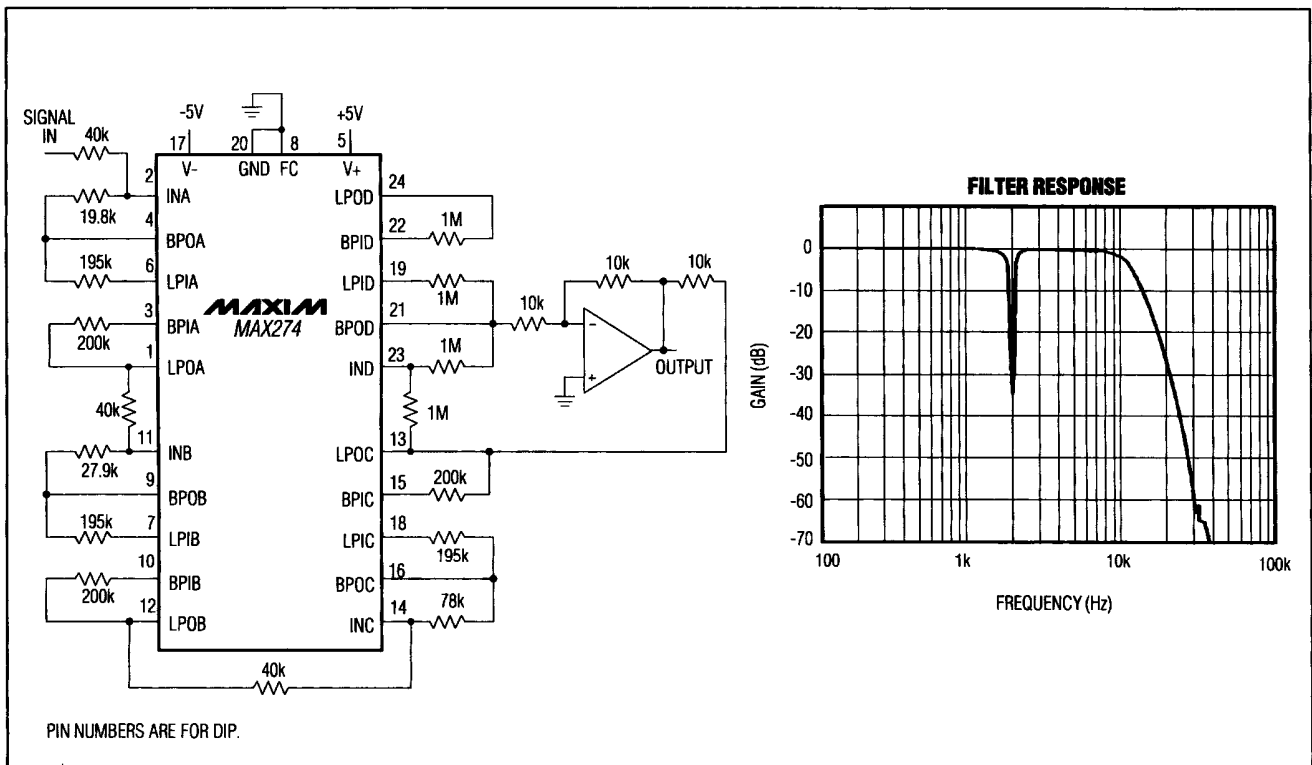 SIGNAL
IN
40k
-5V
17
V-
20
GND
8
FC
+5V
5
V+
2
INA
19.8k
4
BPOA
195k
6
LPIA
3
BPIA
200k
1
LPOA
40k
11
INB
27.9k
9
BPOB
195k
7
LPIB
10
BPIB
200k
12
LPOB
40k
MAXIM
MAX274
24
LPOD
22
BPID
1M
19
LPID
1M
21
BPOD
23
IND
1M
1M
13
LPOC
15
BPIC
200k
18
LPIC
195k
16
BPOC
14
INC
78k
10k
10k
10k
-
+
OUTPUT
PIN NUMBERS ARE FOR DIP.
FILTER RESPONSE
GAIN (dB)
0
-10
-20
-30
-40
-50
-60
-70
100
1k
10k
100k
FREQUENCY (Hz)